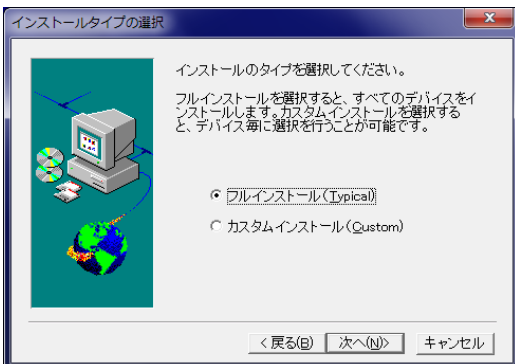 インストールタイプの選択
インストールのタイプを選択してください。
フルインストールを選択すると、すべてのデバイスをイ
ンストールします。カスタムインストールを選択する
と、デバイス毎に選択を行うことが可能です。
フルインストール(Typical)
カスタムインストール(Custom)
< 戻る(B) 次へ(N)> キャンセル